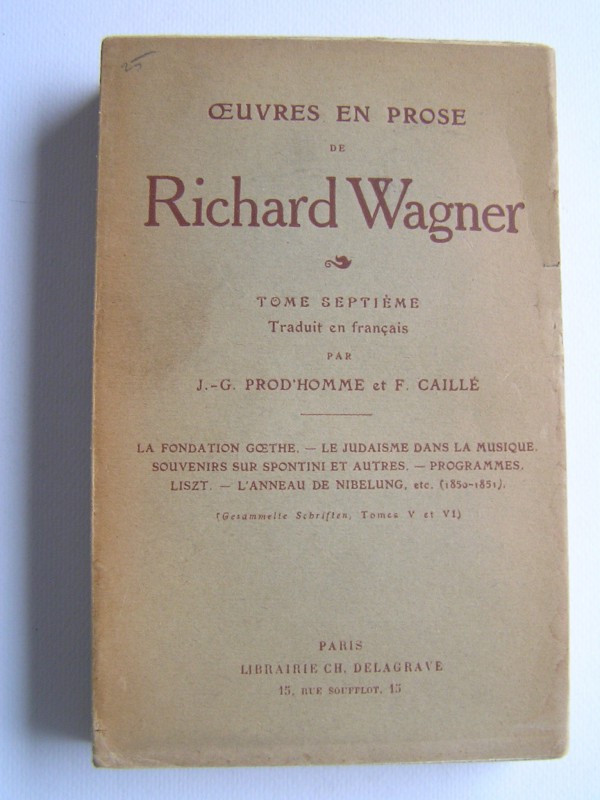 25
ŒUVRES EN PROSE
DE
Richard Wagner
TOME SEPTIÈME
Traduit en français
PAR
J.-G. PROD'HOMME et F. CAILLÉ
LA FONDATION GŒTHE. — LE JUDAISME DANS LA MUSIQUE.
SOUVENIRS SUR SPONTINI ET AUTRES. — PROGRAMMES.
LISZT. — L'ANNEAU DE NIBELUNG, etc. (1850-1851).
(Gesammelte Schriften, Tomes V et VI)
PARIS
LIBRAIRIE CH. DELAGRAVE
15, RUE SOUFFLOT, 15